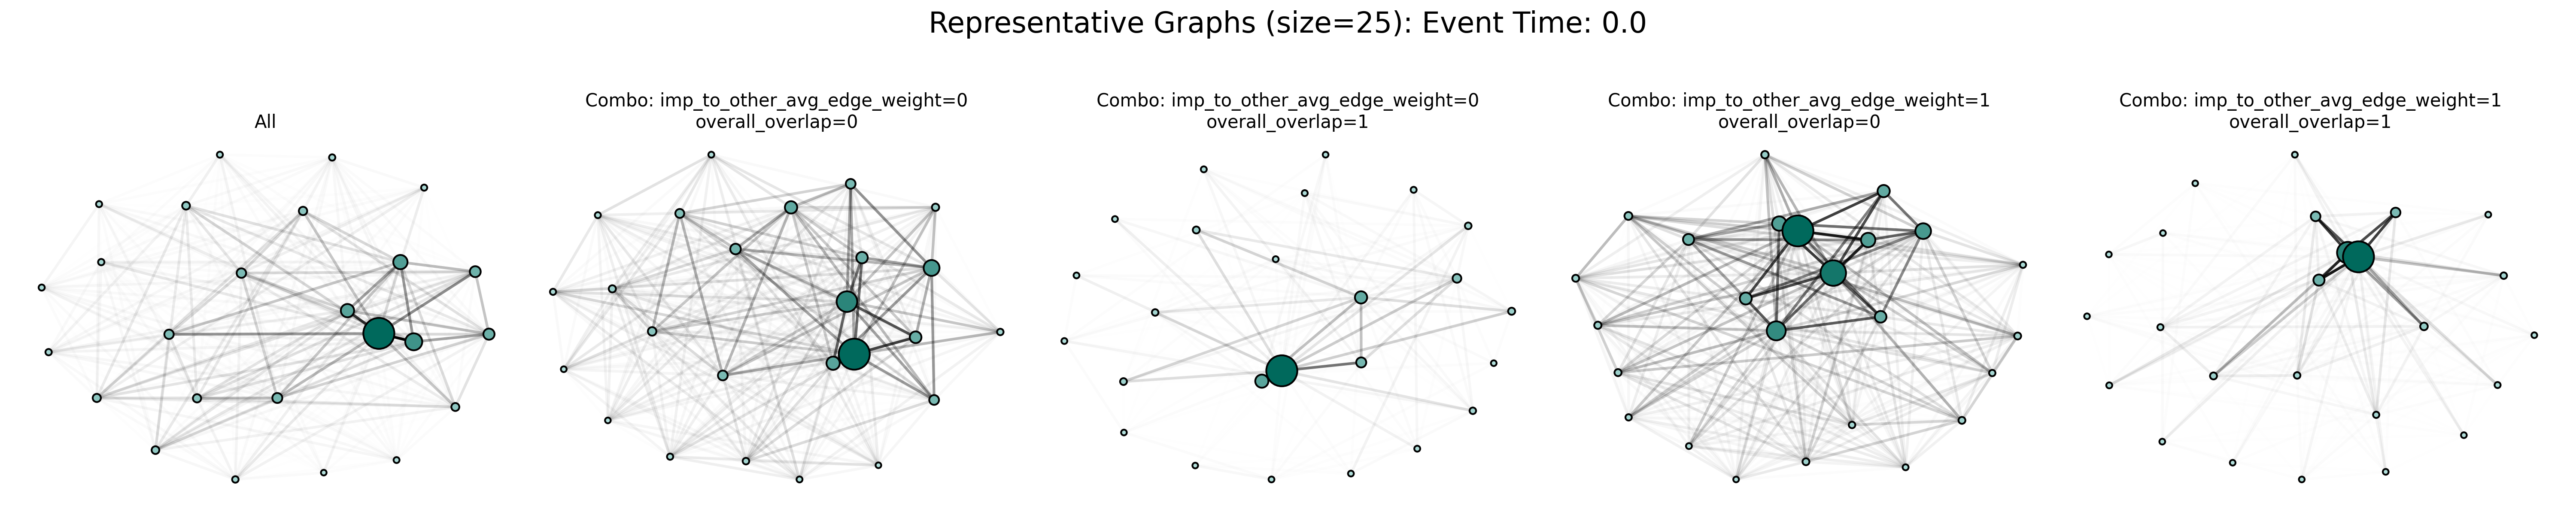 Representative Graphs (size=25): Event Time: 0.0
All
Combo: imp_to_other_avg_edge_weight=0
overall_overlap=0
Combo: imp_to_other_avg_edge_weight=0
overall_overlap=1
Combo: imp_to_other_avg_edge_weight=1
overall_overlap=0
Combo: imp_to_other_avg_edge_weight=1
overall_overlap=1